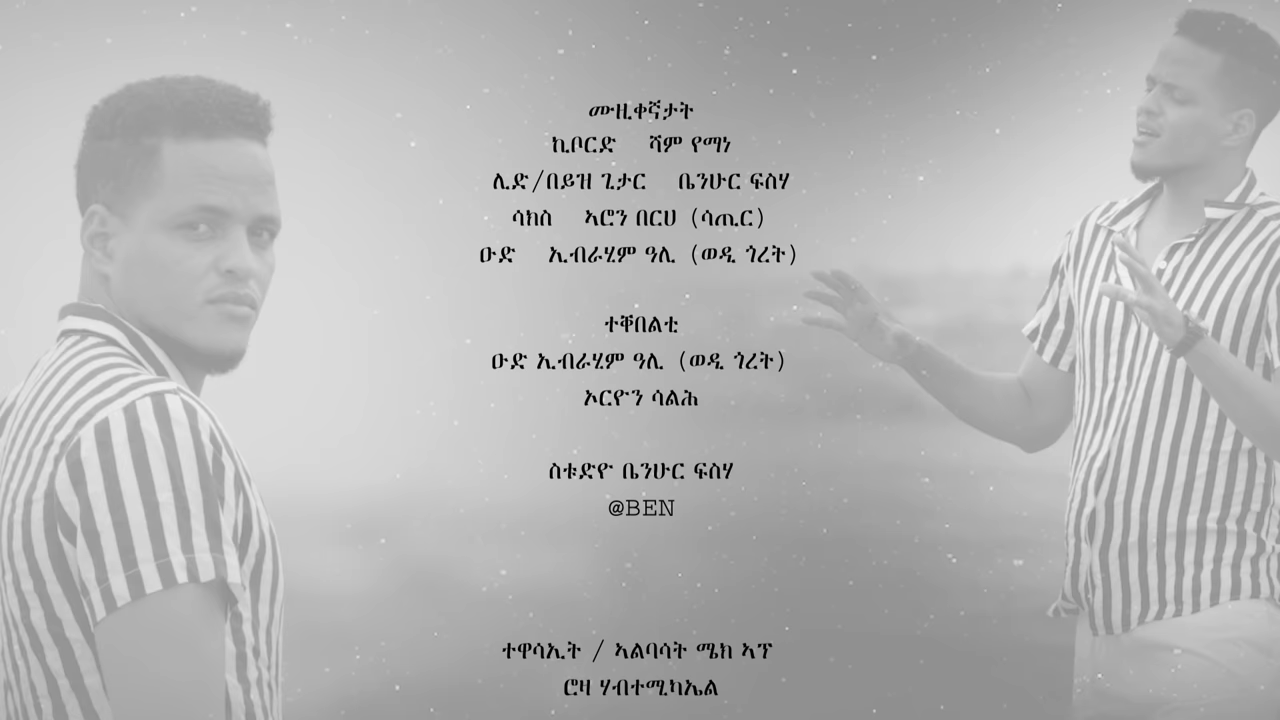 ሙዚቀኛታት
ኪቦርድ ሻም የማነ
ሊድ/በይዝ ጊታር ቤንሁር ፍስሃ
ሳክስ ኣሮን በርሀ (ሳጢር)
ዑድ ኢብራሂም ዓሊ (ወዲ ጎረት)
ተቐበልቲ
ዑድ ኢብራሂም ዓሊ (ወዲ ጎረት)
ኦርዮን ሳልሕ
ስቱድዮ ቤንሁር ፍስሃ
@BEN
ተዋሳኢት / ኣልባሳት ሜክ ኣፕ
ሮዛ ሃብተሚካኤል